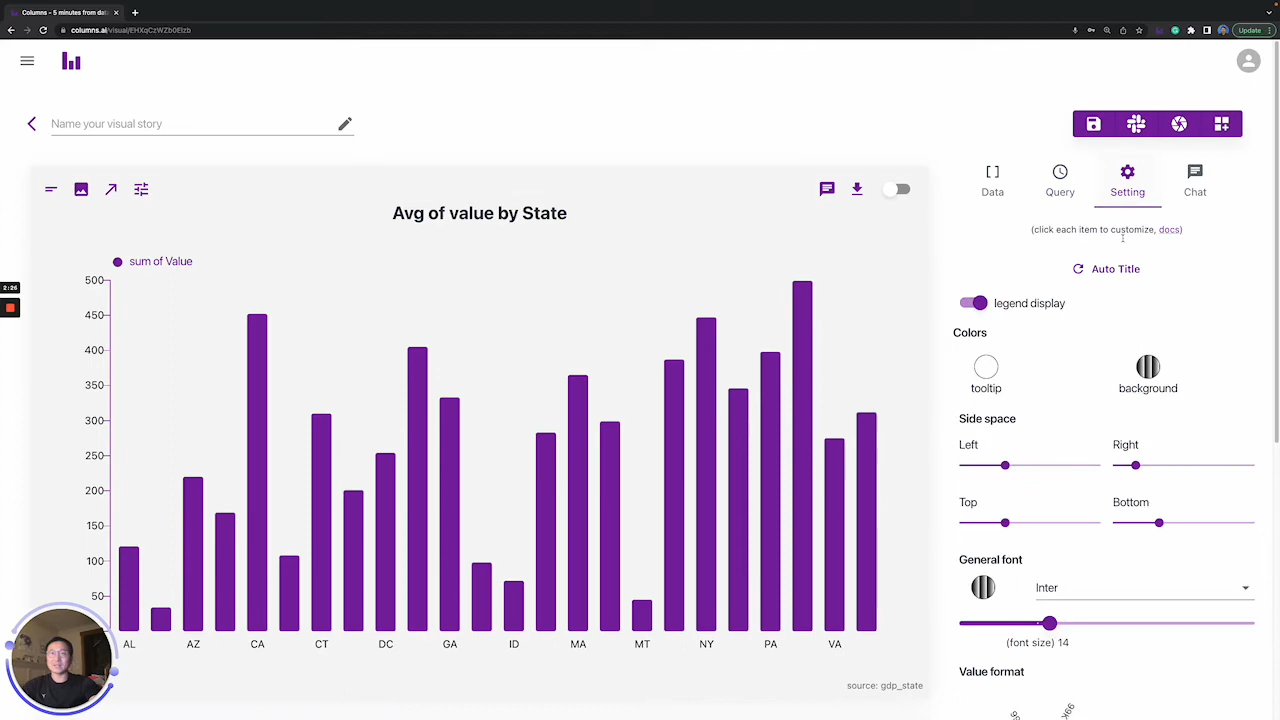 Columns - 5 minutes from dat
columns.ai/visual/EHXqCzWZb0EIzb
Update
Name your visual story
Data
Query
Setting
Chat
Avg of value by State
(click each item to customize, docs)
sum of Value
Auto Title
500
450
400
350
300
250
200
150
100
50
AL
AZ
CA
CT
DC
GA
ID
MA
MT
NY
PA
VA
source: gdp_state
2:26
legend display
Colors
tooltip
background
Side space
Left
Right
Top
Bottom
General font
Inter
(font size) 14
Value format
99K